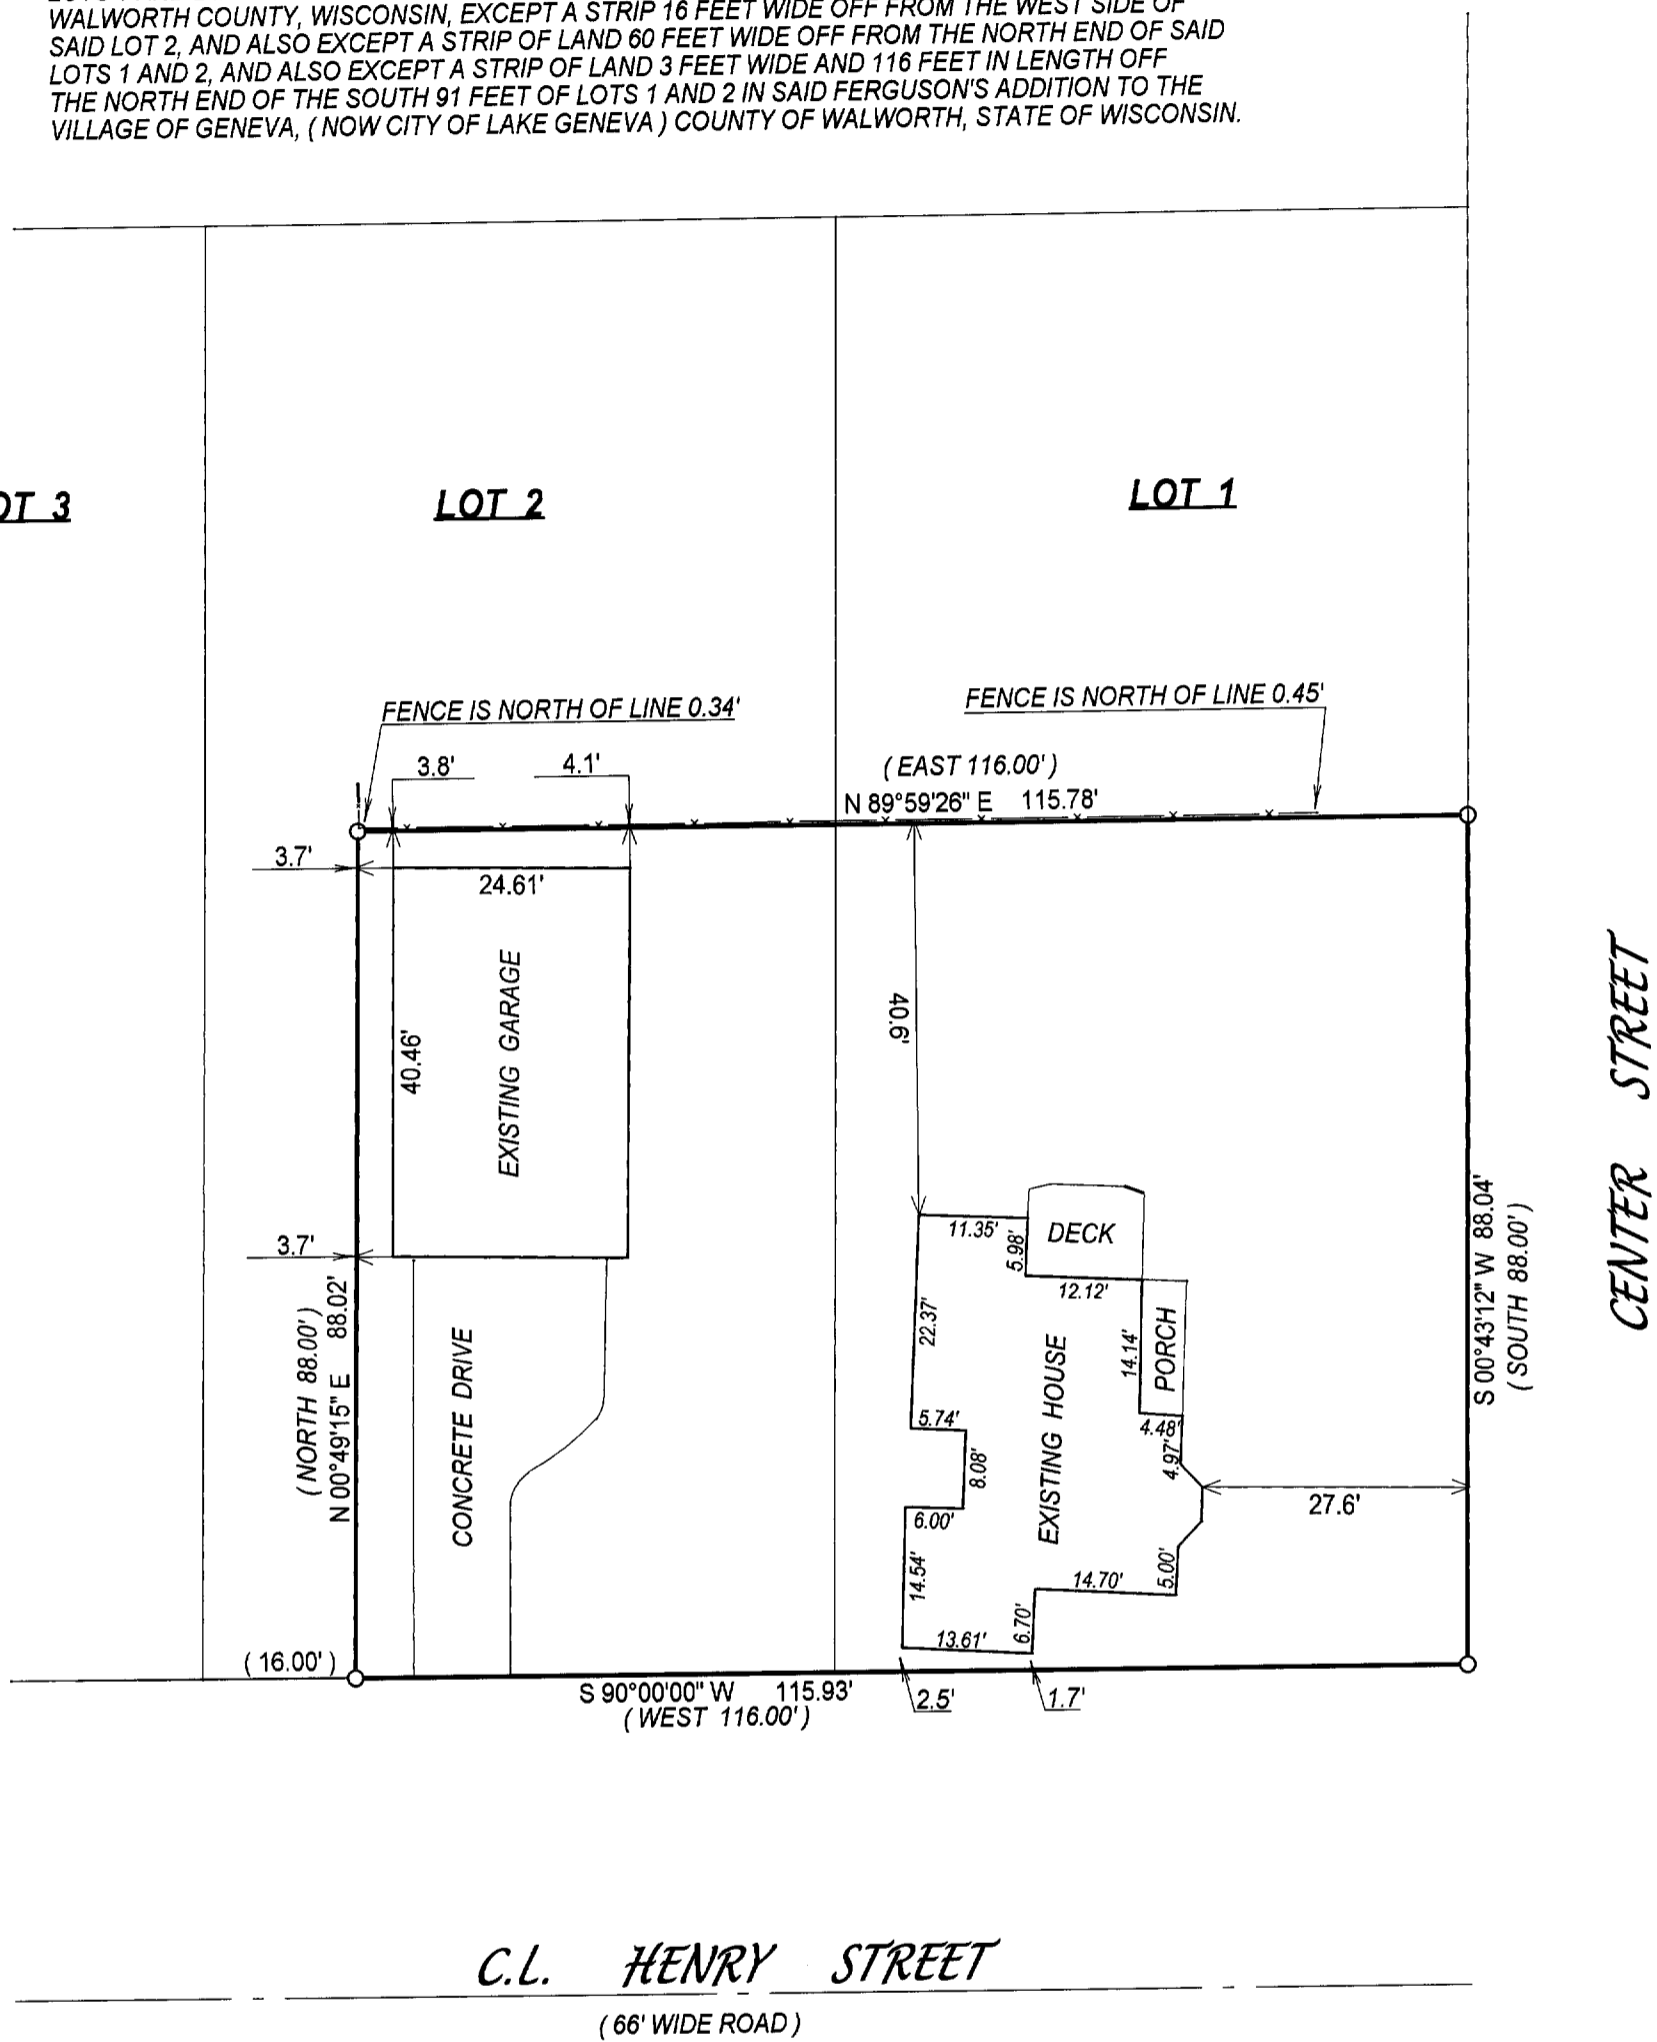 WALWORTH COUNTY, WISCONSIN, EXCEPT A STRIP 16 FEET WIDE OFF FROM THE WEST SIDE OF
SAID LOT 2, AND ALSO EXCEPT A STRIP OF LAND 60 FEET WIDE OFF FROM THE NORTH END OF SAID
LOTS 1 AND 2, AND ALSO EXCEPT A STRIP OF LAND 3 FEET WIDE AND 116 FEET IN LENGTH OFF
THE NORTH END OF THE SOUTH 91 FEET OF LOTS 1 AND 2 IN SAID FERGUSON'S ADDITION TO THE
VILLAGE OF GENEVA, ( NOW CITY OF LAKE GENEVA ) COUNTY OF WALWORTH, STATE OF WISCONSIN.
OT 3
LOT 2
LOT 1
FENCE IS NORTH OF LINE 0.34'
FENCE IS NORTH OF LINE 0.45'
3.8'
4.1'
( EAST 116.00' )
N 89°59'26" E 115.78'
3.7'
24.61'
EXISTING GARAGE
40.46'
40.6'
3.7'
( NORTH 88.00' )
N 00°49'15" E 88.02'
CONCRETE DRIVE
11.35'
5.98'
DECK
12.12'
22.37'
14.14'
PORCH
4.48'
4.97'
5.74'
8.08'
6.00'
EXISTING HOUSE
27.6'
14.54'
14.70'
5.00'
6.70'
13.61'
S 00°43'12" W 88.04'
( SOUTH 88.00' )
CENTER STREET
( 16.00' )
S 90°00'00" W 115.93'
( WEST 116.00' )
2.5'
1.7'
C.L. HENRY STREET
( 66' WIDE ROAD )